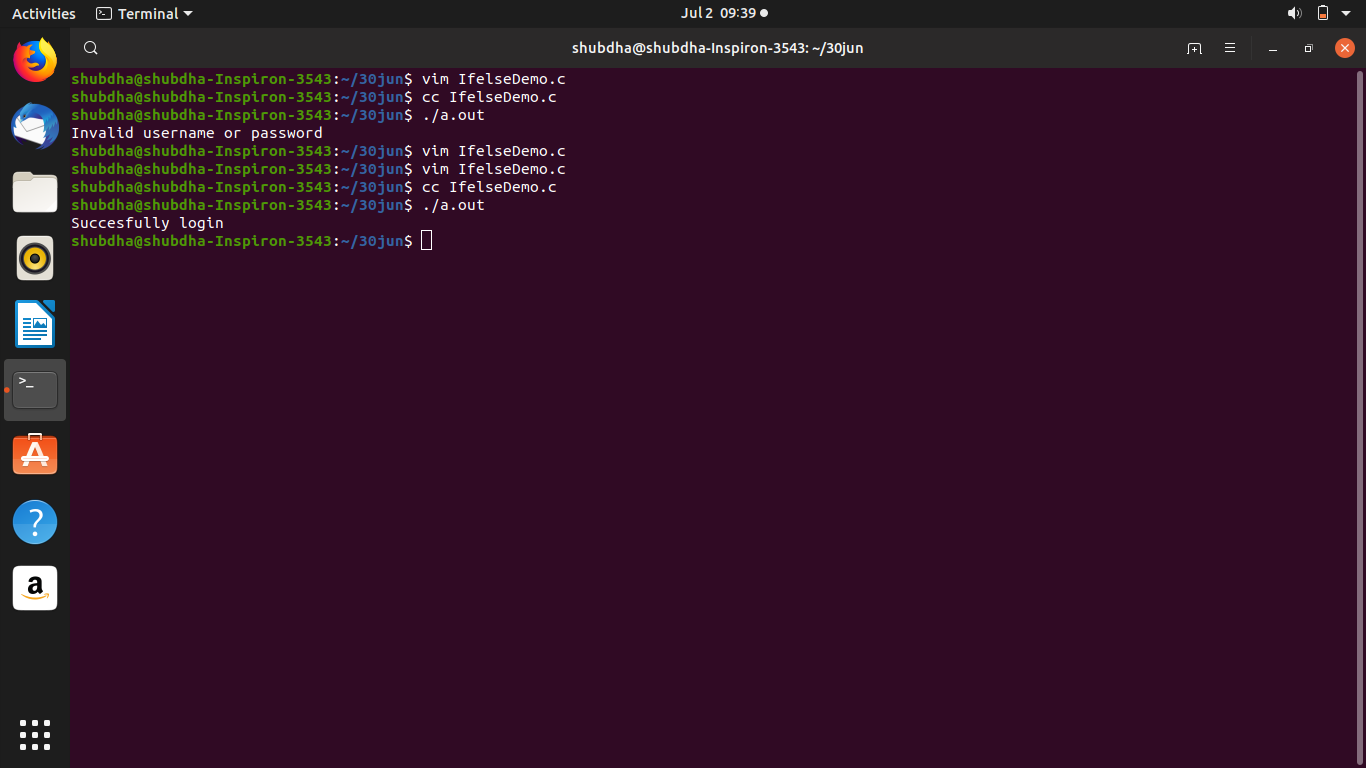 Activities Terminal Jul 2 09:39
shubdha@shubdha-Inspiron-3543: ~/30jun
shubdha@shubdha-Inspiron-3543:~/30jun$ vim IfelseDemo.c
shubdha@shubdha-Inspiron-3543:~/30jun$ cc IfelseDemo.c
shubdha@shubdha-Inspiron-3543:~/30jun$ ./a.out
Invalid username or password
shubdha@shubdha-Inspiron-3543:~/30jun$ vim IfelseDemo.c
shubdha@shubdha-Inspiron-3543:~/30jun$ vim IfelseDemo.c
shubdha@shubdha-Inspiron-3543:~/30jun$ cc IfelseDemo.c
shubdha@shubdha-Inspiron-3543:~/30jun$ ./a.out
Succesfully login
shubdha@shubdha-Inspiron-3543:~/30jun$